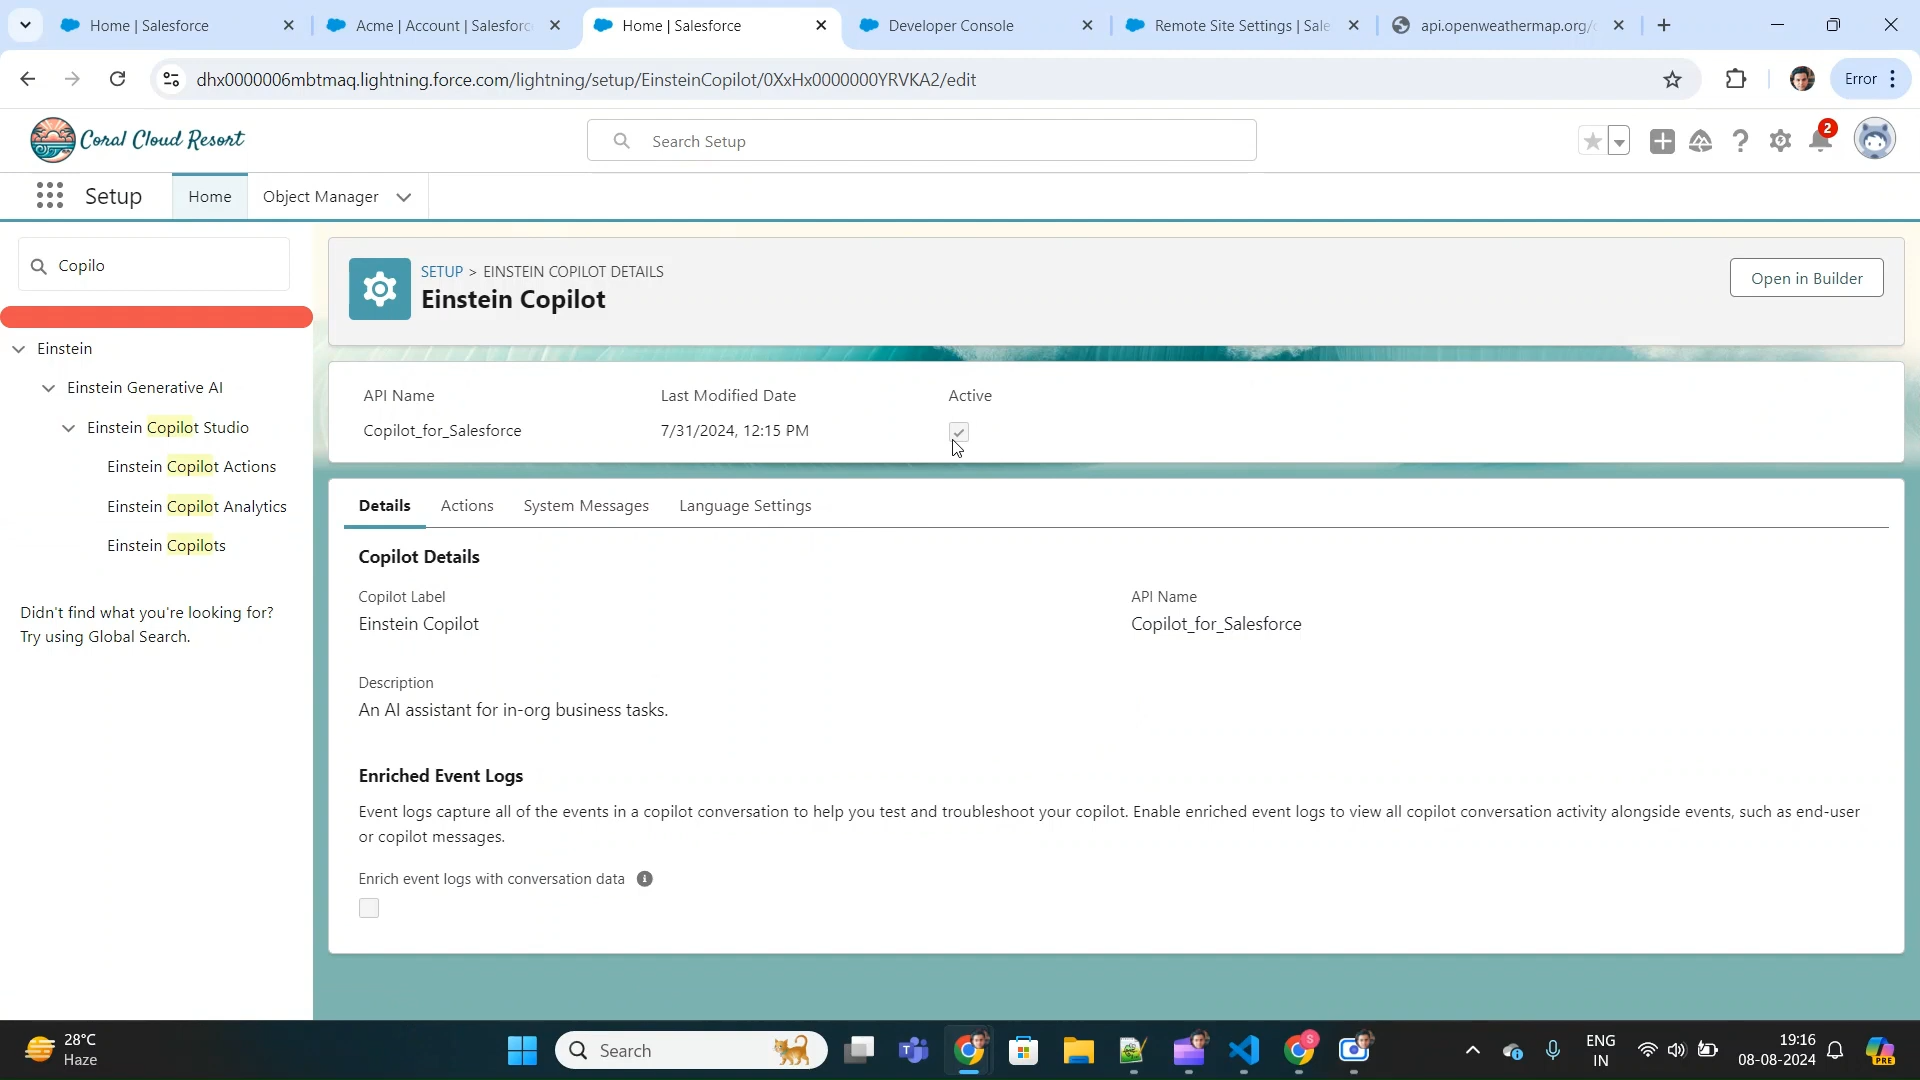 Home | Salesforce
Acme | Account | Salesforc
Home | Salesforce
Developer Console
Remote Site Settings | Sale
api.openweathermap.org/
dhx0000006mbtmaq.lightning.force.com/lightning/setup/EinsteinCopilot/0XxHx0000000YRVKA2/edit
Error
Coral Cloud Resort
Search Setup
2
Setup
Home
Object Manager
Copilo
SETUP > EINSTEIN COPILOT DETAILS
Einstein Copilot
Open in Builder
Einstein
Einstein Generative AI
Einstein Copilot Studio
Einstein Copilot Actions
Einstein Copilot Analytics
Einstein Copilots
Didn't find what you're looking for?
Try using Global Search.
API Name
Last Modified Date
Active
Copilot_for_Salesforce
7/31/2024, 12:15 PM
Details
Actions
System Messages
Language Settings
Copilot Details
Copilot Label
API Name
Einstein Copilot
Copilot_for_Salesforce
Description
An AI assistant for in-org business tasks.
Enriched Event Logs
Event logs capture all of the events in a copilot conversation to help you test and troubleshoot your copilot. Enable enriched event logs to view all copilot conversation activity alongside events, such as end-user
or copilot messages.
Enrich event logs with conversation data
28°C
Haze
Search
S
ENG
IN
19:16
08-08-2024
PRE